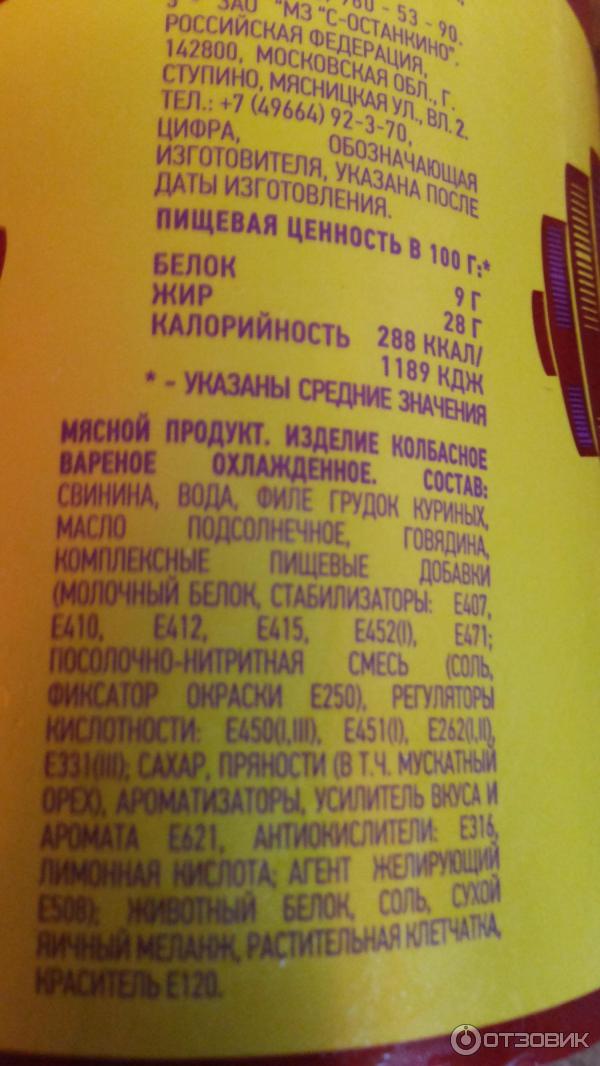 760 - 53 - 90.
3 - ЗАО "МЗ "С-ОСТАНКИНО".
РОССИЙСКАЯ ФЕДЕРАЦИЯ,
142800, МОСКОВСКАЯ ОБЛ., Г.
СТУПИНО, МЯСНИЦКАЯ УЛ., ВЛ. 2.
ТЕЛ.: +7 (49664) 92-3-70,
ЦИФРА, ОБОЗНАЧАЮЩАЯ
ИЗГОТОВИТЕЛЯ, УКАЗАНА ПОСЛЕ
ДАТЫ ИЗГОТОВЛЕНИЯ.
ПИЩЕВАЯ ЦЕННОСТЬ В 100 Г:*
БЕЛОК 9 Г
ЖИР 28 Г
КАЛОРИЙНОСТЬ 288 ККАЛ/
1189 КДЖ
* - УКАЗАНЫ СРЕДНИЕ ЗНАЧЕНИЯ
МЯСНОЙ ПРОДУКТ. ИЗДЕЛИЕ КОЛБАСНОЕ
ВАРЕНОЕ ОХЛАЖДЕННОЕ. СОСТАВ:
СВИНИНА, ВОДА, ФИЛЕ ГРУДОК КУРИНЫХ,
МАСЛО ПОДСОЛНЕЧНОЕ, ГОВЯДИНА,
КОМПЛЕКСНЫЕ ПИЩЕВЫЕ ДОБАВКИ
(МОЛОЧНЫЙ БЕЛОК, СТАБИЛИЗАТОРЫ: Е407,
Е410, Е412, Е415, Е452(I), Е471;
ПОСОЛОЧНО-НИТРИТНАЯ СМЕСЬ (СОЛЬ,
ФИКСАТОР ОКРАСКИ Е250), РЕГУЛЯТОРЫ
КИСЛОТНОСТИ: Е450(I,III), Е451(I), Е262(I,II),
Е331(III); САХАР, ПРЯНОСТИ (В Т.Ч. МУСКАТНЫЙ
ОРЕХ), АРОМАТИЗАТОРЫ, УСИЛИТЕЛЬ ВКУСА И
АРОМАТА Е621, АНТИОКИСЛИТЕЛИ: Е316,
ЛИМОННАЯ КИСЛОТА; АГЕНТ ЖЕЛИРУЮЩИЙ
Е508); ЖИВОТНЫЙ БЕЛОК, СОЛЬ, СУХОЙ
ЯИЧНЫЙ МЕЛАНЖ, РАСТИТЕЛЬНАЯ КЛЕТЧАТКА,
КРАСИТЕЛЬ Е120.
ОТЗОВИК